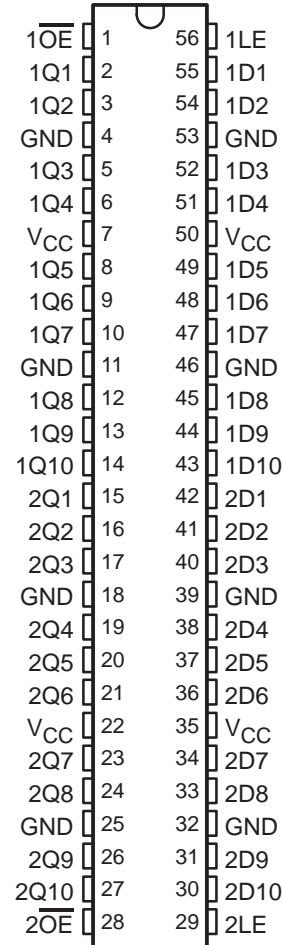 1O̅E̅ 1 56 1LE
1Q1 2 55 1D1
1Q2 3 54 1D2
GND 4 53 GND
1Q3 5 52 1D3
1Q4 6 51 1D4
VCC 7 50 VCC
1Q5 8 49 1D5
1Q6 9 48 1D6
1Q7 10 47 1D7
GND 11 46 GND
1Q8 12 45 1D8
1Q9 13 44 1D9
1Q10 14 43 1D10
2Q1 15 42 2D1
2Q2 16 41 2D2
2Q3 17 40 2D3
GND 18 39 GND
2Q4 19 38 2D4
2Q5 20 37 2D5
2Q6 21 36 2D6
VCC 22 35 VCC
2Q7 23 34 2D7
2Q8 24 33 2D8
GND 25 32 GND
2Q9 26 31 2D9
2Q10 27 30 2D10
2O̅E̅ 28 29 2LE